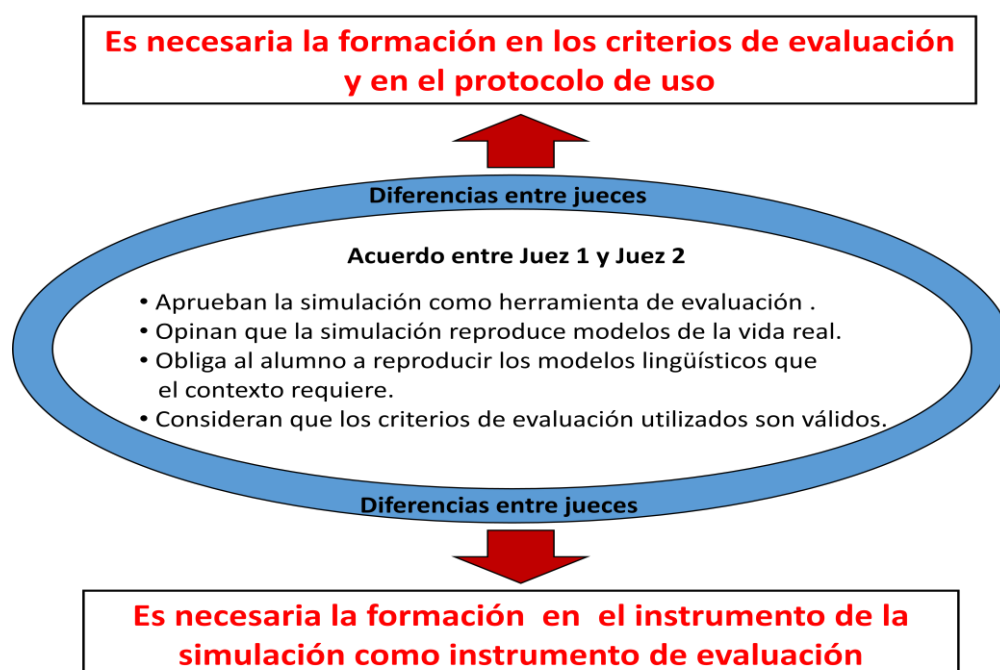 Es necesaria la formación en los criterios de evaluación
y en el protocolo de uso
Diferencias entre jueces
Acuerdo entre Juez 1 y Juez 2
• Aprueban la simulación como herramienta de evaluación .
• Opinan que la simulación reproduce modelos de la vida real.
• Obliga al alumno a reproducir los modelos lingüísticos que
el contexto requiere.
• Consideran que los criterios de evaluación utilizados son válidos.
Diferencias entre jueces
Es necesaria la formación en el instrumento de la
simulación como instrumento de evaluación